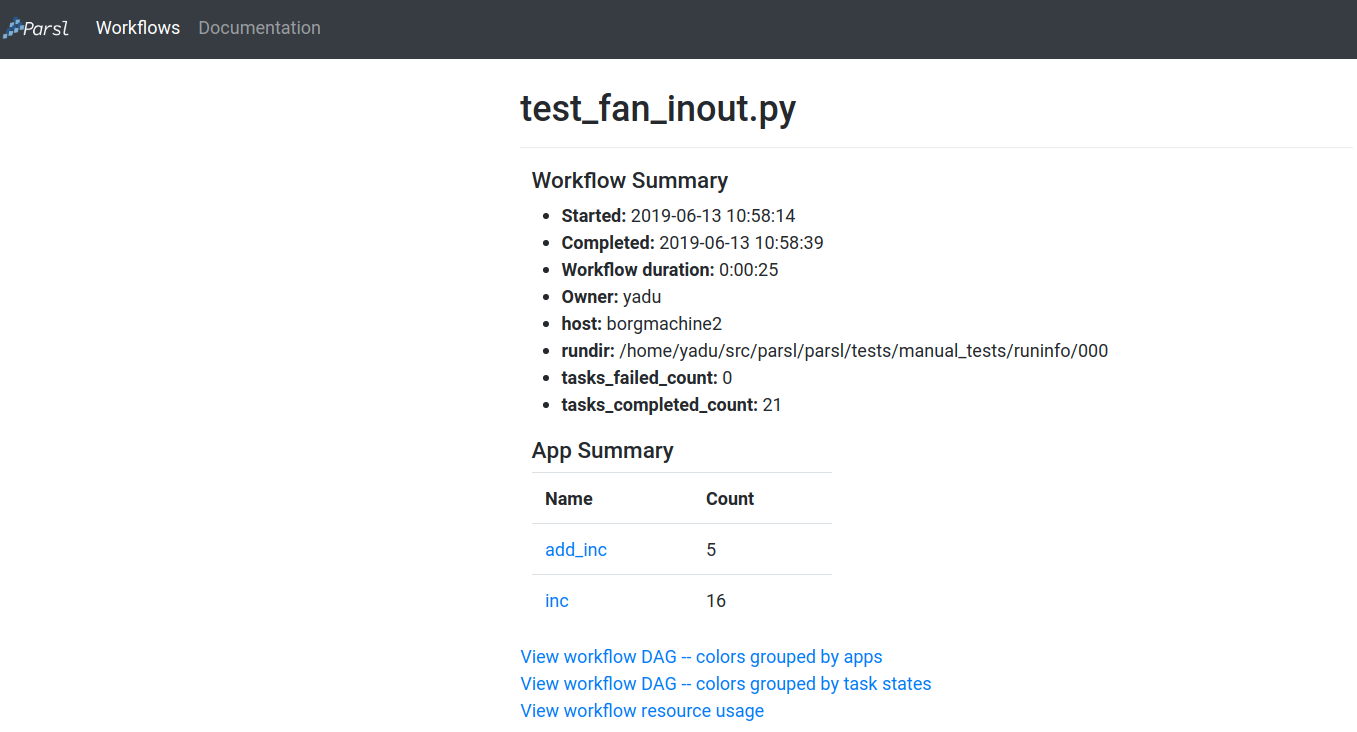 Parsl Workflows Documentation
test_fan_inout.py
Workflow Summary
Started: 2019-06-13 10:58:14
Completed: 2019-06-13 10:58:39
Workflow duration: 0:00:25
Owner: yadu
host: borgmachine2
rundir: /home/yadu/src/parsl/parsl/tests/manual_tests/runinfo/000
tasks_failed_count: 0
tasks_completed_count: 21
App Summary
Name Count
add_inc 5
inc 16
View workflow DAG -- colors grouped by apps
View workflow DAG -- colors grouped by task states
View workflow resource usage